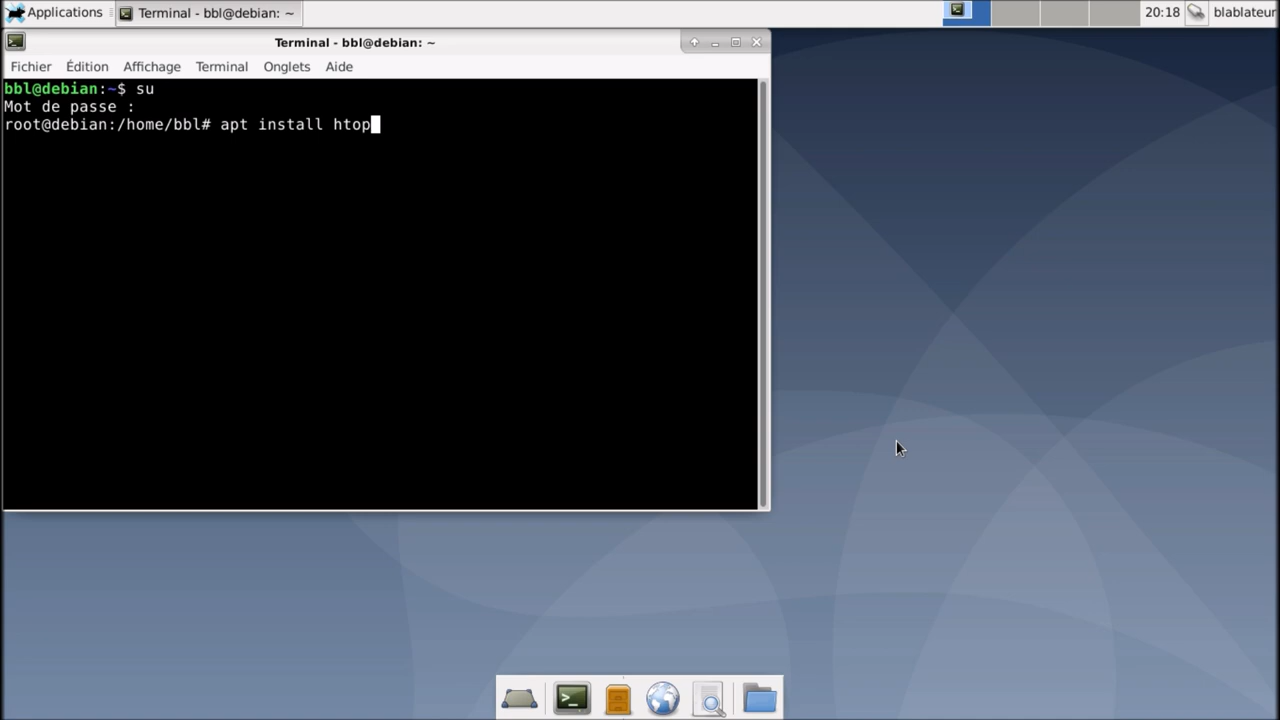 Applications
Terminal - bbl@debian: ~
20:18
blablateur
Terminal - bbl@debian: ~
Fichier Édition Affichage Terminal Onglets Aide
bbl@debian:~$ su
Mot de passe :
root@debian:/home/bbl# apt install htop